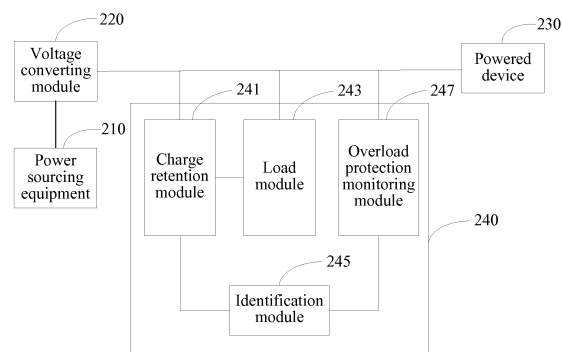 220
230
Voltage
converting
module
Powered
device
241
243
247
210
Power
sourcing
equipment
Charge
retention
module
Load
module
Overload
protection
monitoring
module
240
245
Identification
module